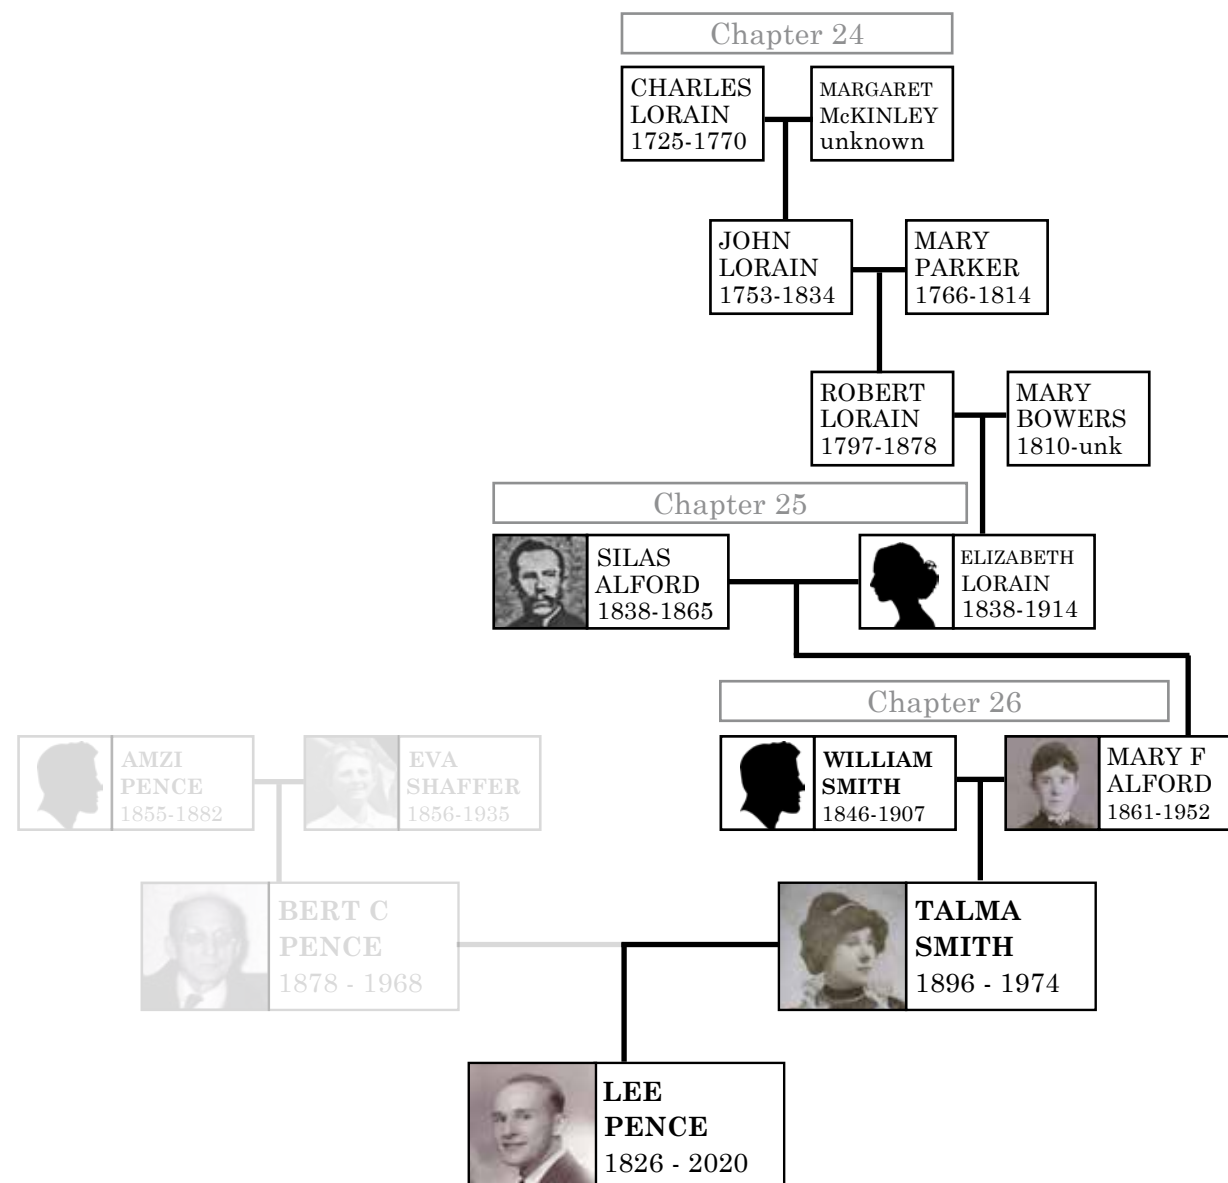 Chapter 24
CHARLES
LORAIN
1725-1770
MARGARET
McKINLEY
unknown
JOHN
LORAIN
1753-1834
MARY
PARKER
1766-1814
ROBERT
LORAIN
1797-1878
MARY
BOWERS
1810-unk
Chapter 25
SILAS
ALFORD
1838-1865
ELIZABETH
LORAIN
1838-1914
Chapter 26
AMZI
PENCE
1855-1882
EVA
SHAFFER
1856-1935
WILLIAM
SMITH
1846-1907
MARY F
ALFORD
1861-1952
BERT C
PENCE
1878 - 1968
TALMA
SMITH
1896 - 1974
LEE
PENCE
1826 - 2020